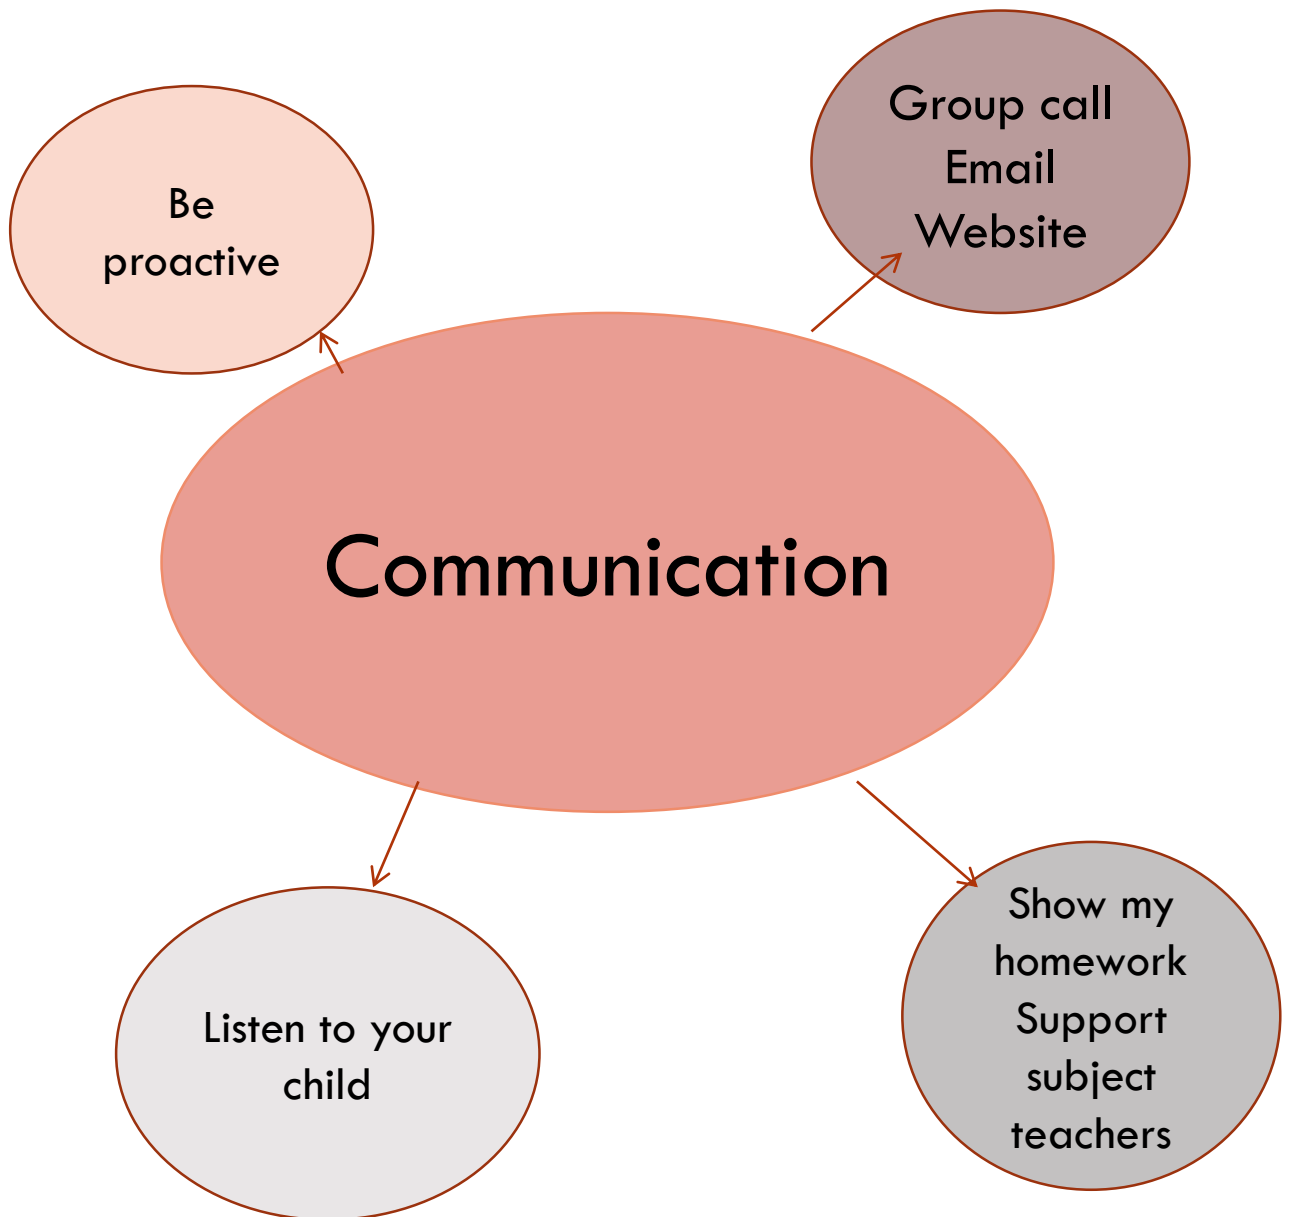 Be
proactive
Group call
Email
Website
Communication
Listen to your
child
Show my
homework
Support
subject
teachers